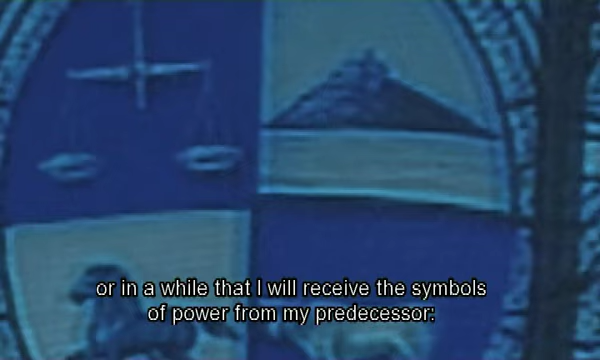 or in a while that I will receive the symbols
of power from my predecessor: